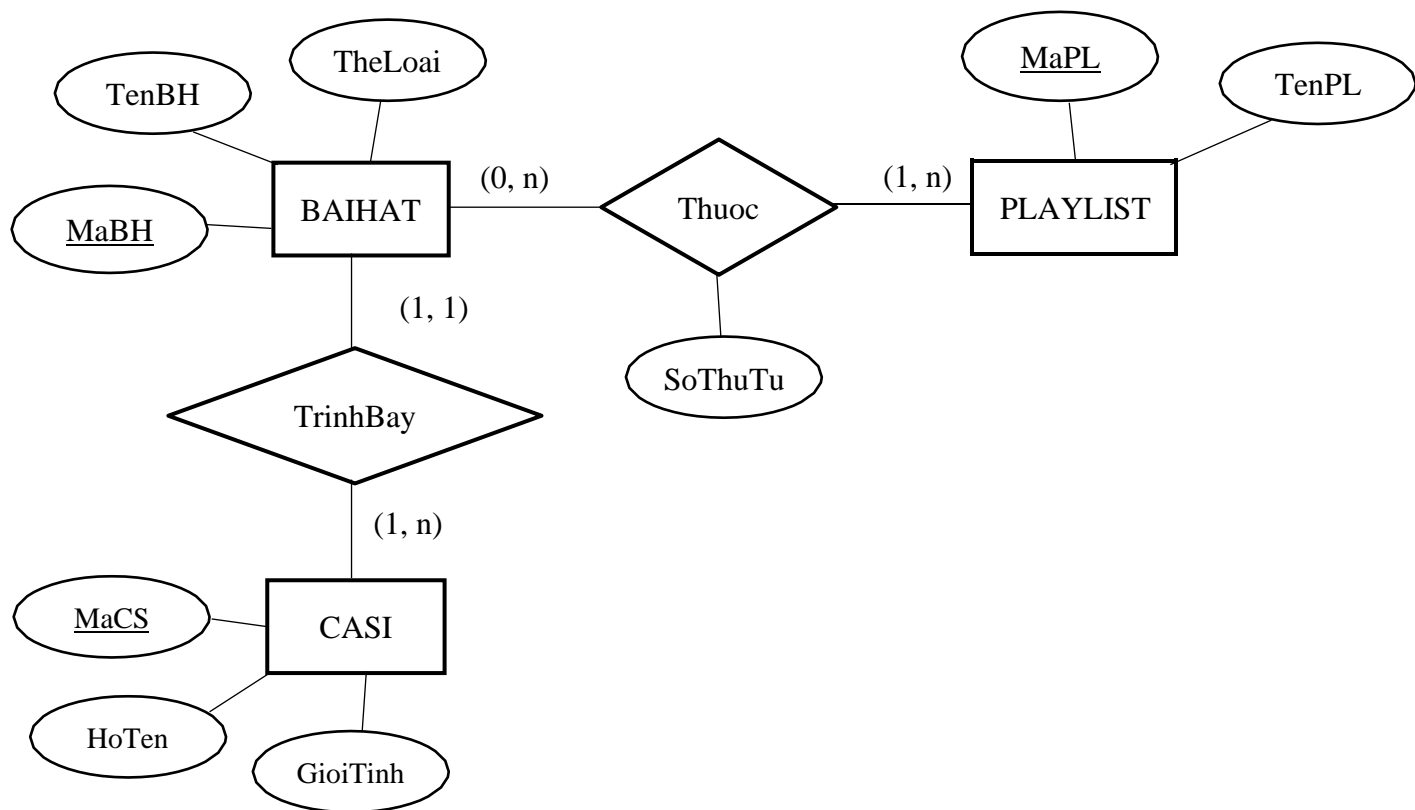 TheLoai
MaPL
TenBH
TenPL
(0, n)
(1, n)
MaBH
BAIHAT
Thuoc
PLAYLIST
(1, 1)
SoThuTu
TrinhBay
(1, n)
MaCS
CASI
HoTen
GioiTinh